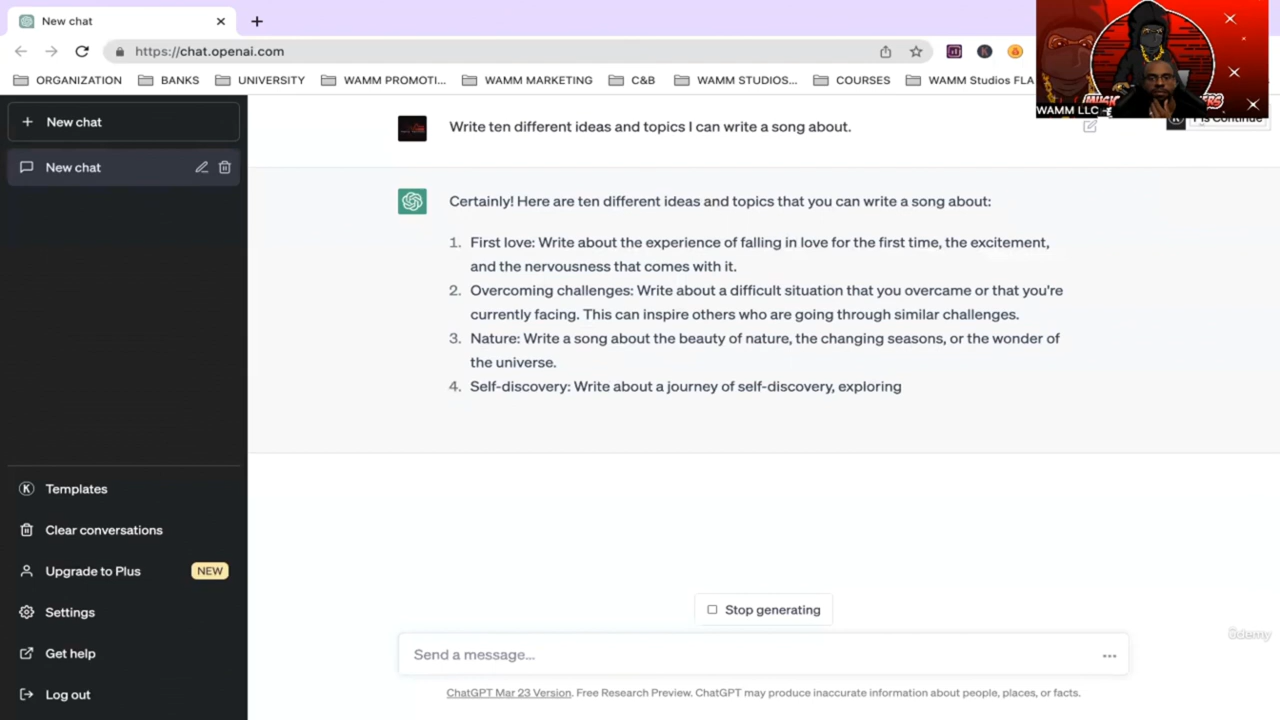 New chat
https://chat.openai.com
ORGANIZATION
BANKS
UNIVERSITY
WAMM PROMOTI...
WAMM MARKETING
C&B
WAMM STUDIOS...
COURSES
WAMM Studios FLA
WAMM LLC
New chat
New chat
Templates
Clear conversations
Upgrade to Plus
NEW
Settings
Get help
Log out
Write ten different ideas and topics I can write a song about.
Continue
Certainly! Here are ten different ideas and topics that you can write a song about:
1. First love: Write about the experience of falling in love for the first time, the excitement,
and the nervousness that comes with it.
2. Overcoming challenges: Write about a difficult situation that you overcame or that you're
currently facing. This can inspire others who are going through similar challenges.
3. Nature: Write a song about the beauty of nature, the changing seasons, or the wonder of
the universe.
4. Self-discovery: Write about a journey of self-discovery, exploring
Stop generating
Send a message...
ChatGPT Mar 23 Version. Free Research Preview. ChatGPT may produce inaccurate information about people, places, or facts.
ûdemy